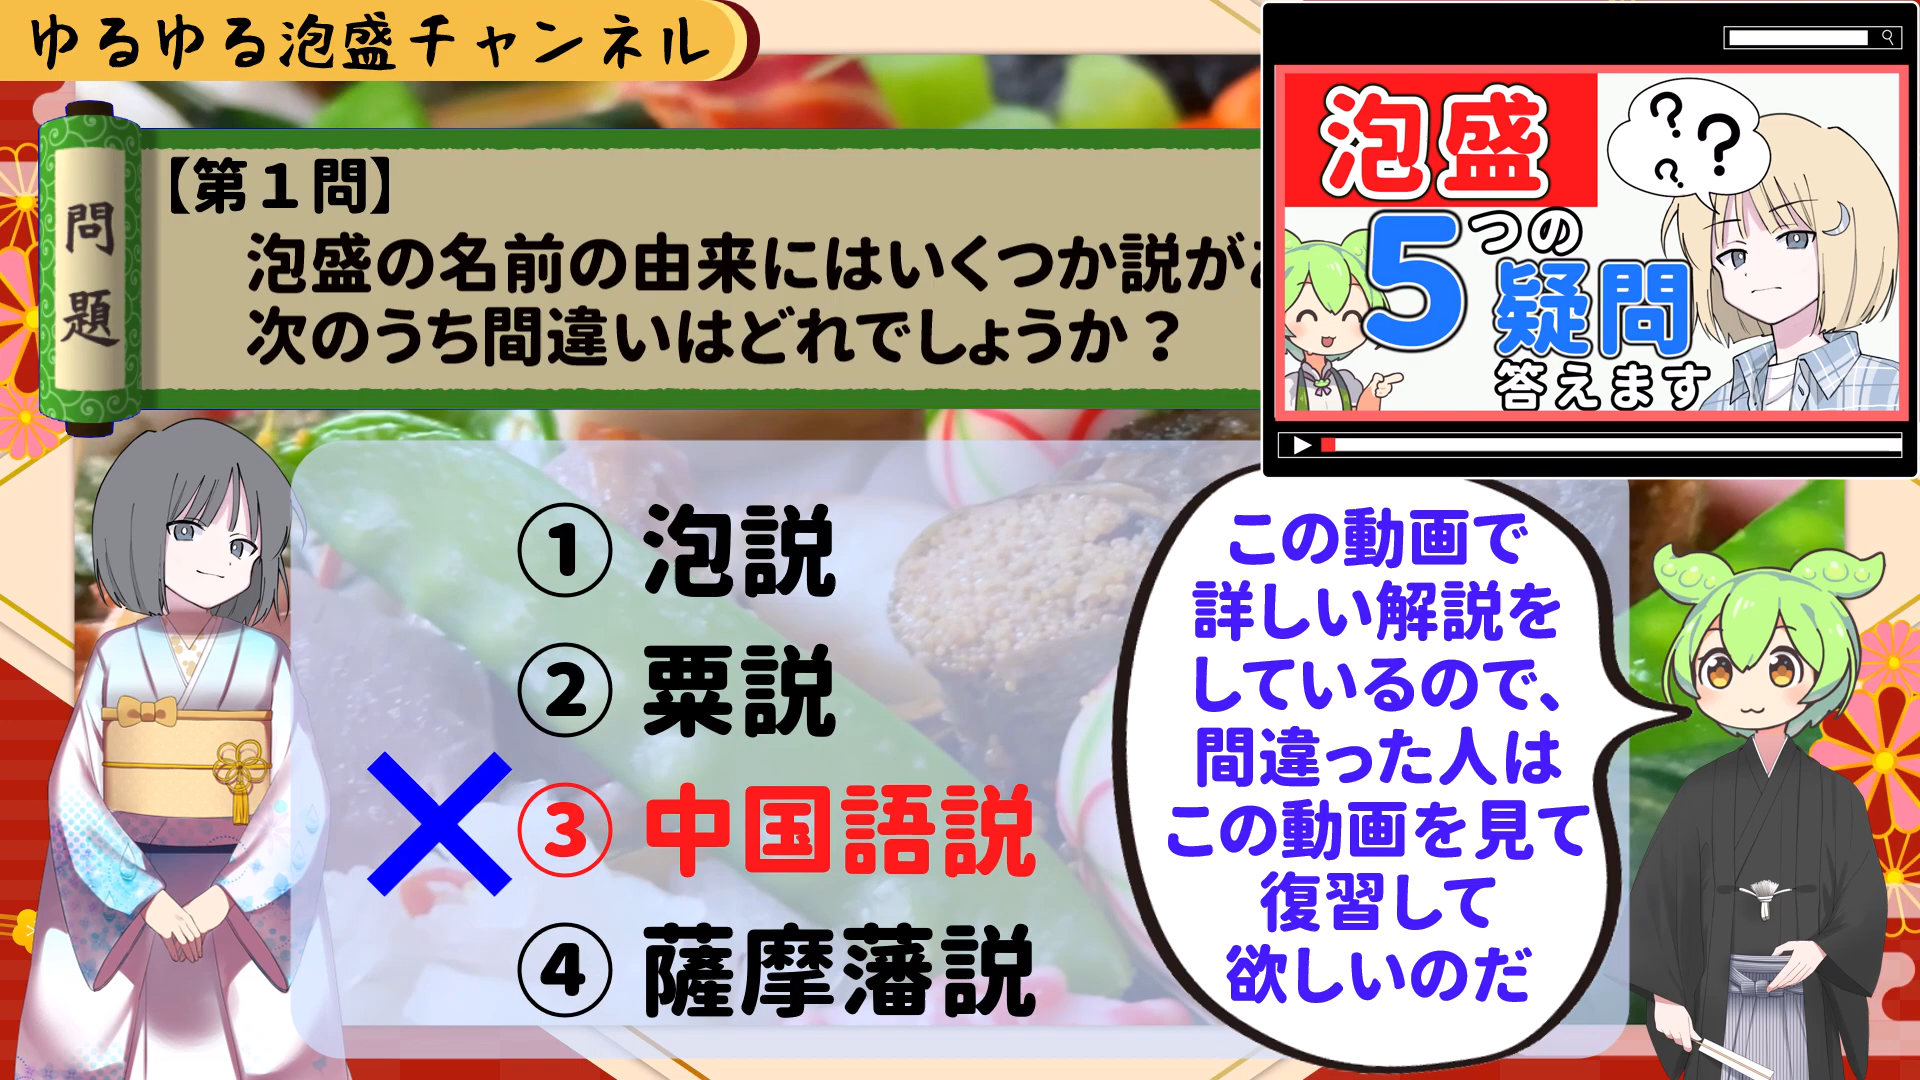 ゆるゆる泡盛チャンネル
問題
【第1問】
泡盛の名前の由来にはいくつか説が
次のうち間違いはどれでしょうか?
① 泡説
② 粟説
③ 中国語説
④ 薩摩藩説
泡盛
5つの
疑問
答えます
? ? ?
この動画で
詳しい解説を
しているので、
間違った人は
この動画を見て
復習して
欲しいのだ